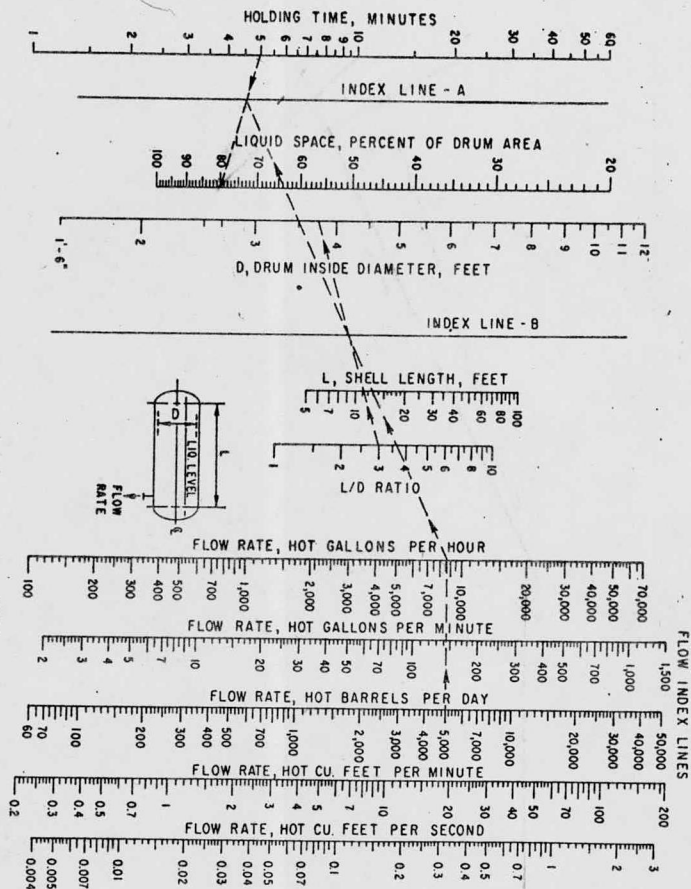 HOLDING TIME, MINUTES
1 2 3 4 5 6 7 8 9 10 20 30 40 50 60
INDEX LINE - A
LIQUID SPACE, PERCENT OF DRUM AREA
100 90 80 70 60 50 40 30 20
1'-6" 2 3 4 5 6 7 8 9 10 11 12
D, DRUM INSIDE DIAMETER, FEET
INDEX LINE - B
L, SHELL LENGTH, FEET
5 7 10 20 30 40 60 80 100
1 2 3 4 5 6 8 10
L/D RATIO
D
L
LIQ. LEVEL
FLOW RATE
FLOW RATE, HOT GALLONS PER HOUR
100 200 300 400 500 700 1,000 2,000 3,000 4,000 5,000 7,000 10,000 20,000 30,000 40,000 50,000 70,000
FLOW RATE, HOT GALLONS PER MINUTE
2 3 4 5 7 10 20 30 40 50 70 100 200 300 400 500 700 1,000 1,500
FLOW RATE, HOT BARRELS PER DAY
60 70 100 200 300 400 500 700 1,000 2,000 3,000 4,000 5,000 7,000 10,000 20,000 30,000 40,000 50,000
FLOW RATE, HOT CU. FEET PER MINUTE
0.2 0.3 0.4 0.5 0.7 1 2 3 4 5 7 10 20 30 40 50 70 100 200
FLOW RATE, HOT CU. FEET PER SECOND
0.004 0.005 0.007 0.01 0.02 0.03 0.04 0.05 0.07 0.1 0.2 0.3 0.4 0.5 0.7 1 2 3
FLOW INDEX LINES